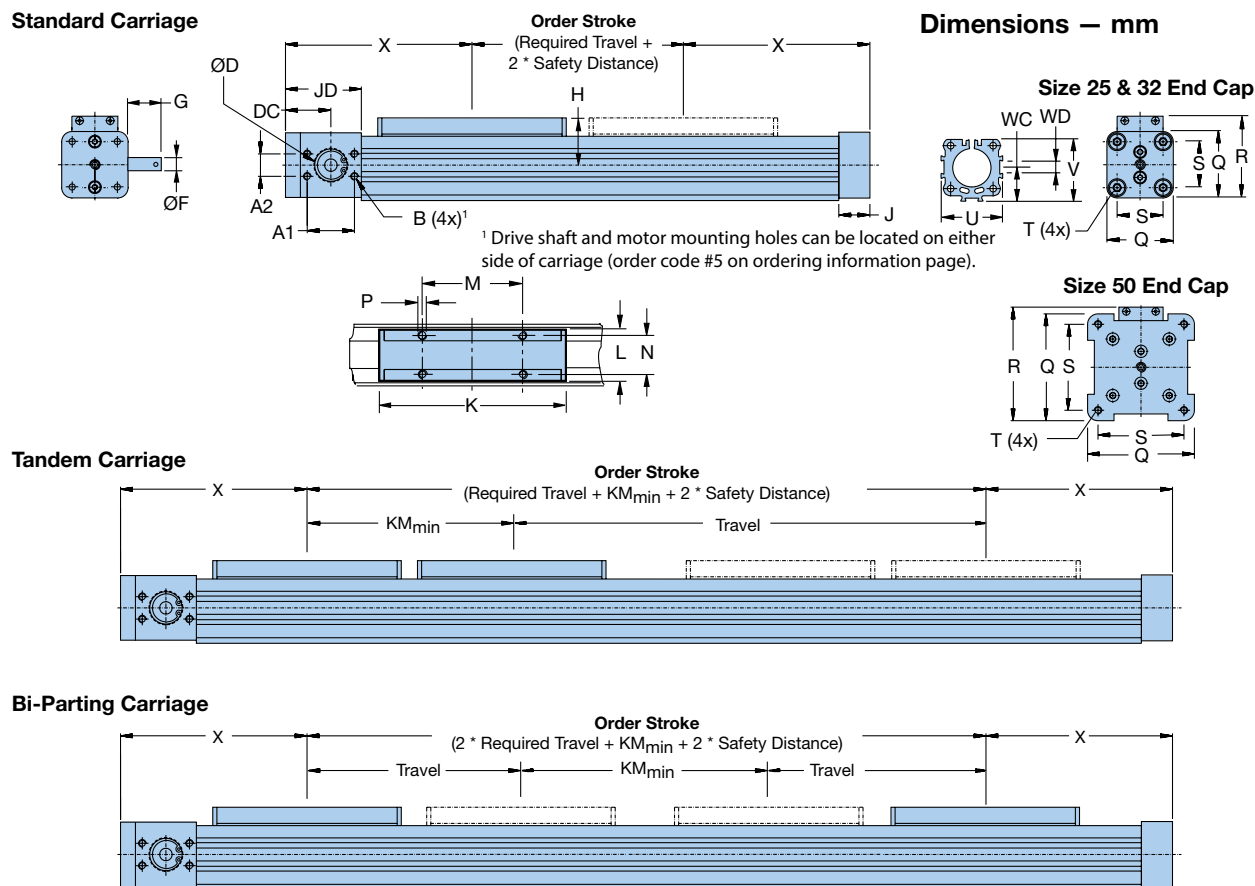 Standard Carriage
Dimensions — mm
Order Stroke
(Required Travel +
2 * Safety Distance)
X
X
ØD
JD
DC
G
H
ØF
A2
A1
B (4x)¹
J
¹ Drive shaft and motor mounting holes can be located on either
side of carriage (order code #5 on ordering information page).
Size 25 & 32 End Cap
WC
WD
V
U
S
Q
R
T (4x)
S
Q
M
P
L
N
K
Size 50 End Cap
R
Q
S
T (4x)
S
Q
Tandem Carriage
Order Stroke
(Required Travel + KMmin + 2 * Safety Distance)
X
X
KMmin
Travel
Bi-Parting Carriage
Order Stroke
(2 * Required Travel + KMmin + 2 * Safety Distance)
X
X
Travel
KMmin
Travel